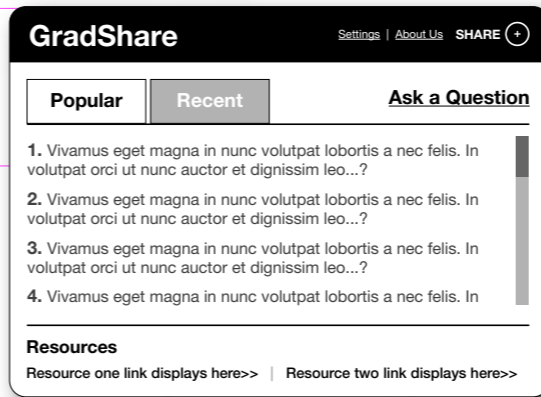 GradShare
Settings | About Us SHARE +
Popular
Recent
Ask a Question
1. Vivamus eget magna in nunc volutpat lobortis a nec felis. In
volutpat orci ut nunc auctor et dignissim leo...?
2. Vivamus eget magna in nunc volutpat lobortis a nec felis. In
volutpat orci ut nunc auctor et dignissim leo...?
3. Vivamus eget magna in nunc volutpat lobortis a nec felis. In
volutpat orci ut nunc auctor et dignissim leo...?
4. Vivamus eget magna in nunc volutpat lobortis a nec felis. In
Resources
Resource one link displays here>> | Resource two link displays here>>